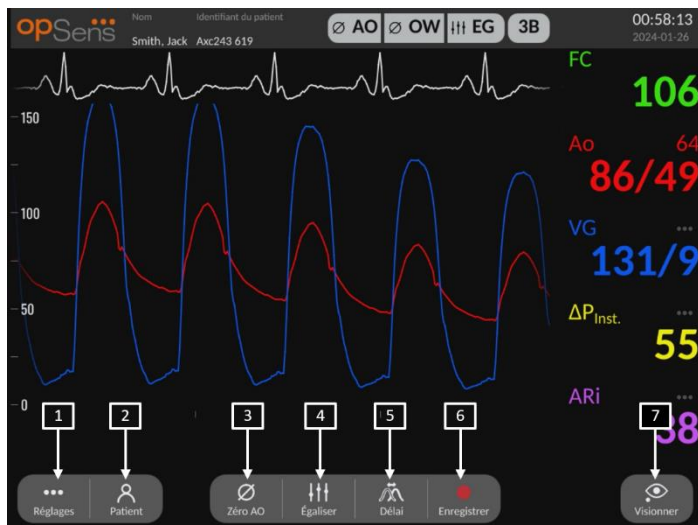 opSens
Nom Identifiant du patient
Smith, Jack Axc243 619
AO OW EG 3B
00:58:13
2024-01-26
FC
106
Ao 64
86/49
VG
131/9
ΔPInst.
55
ARi
38
150
100
50
0
1 2 3 4 5 6 7
Réglages Patient Zéro AO Égaliser Délai Enregistrer Visionner